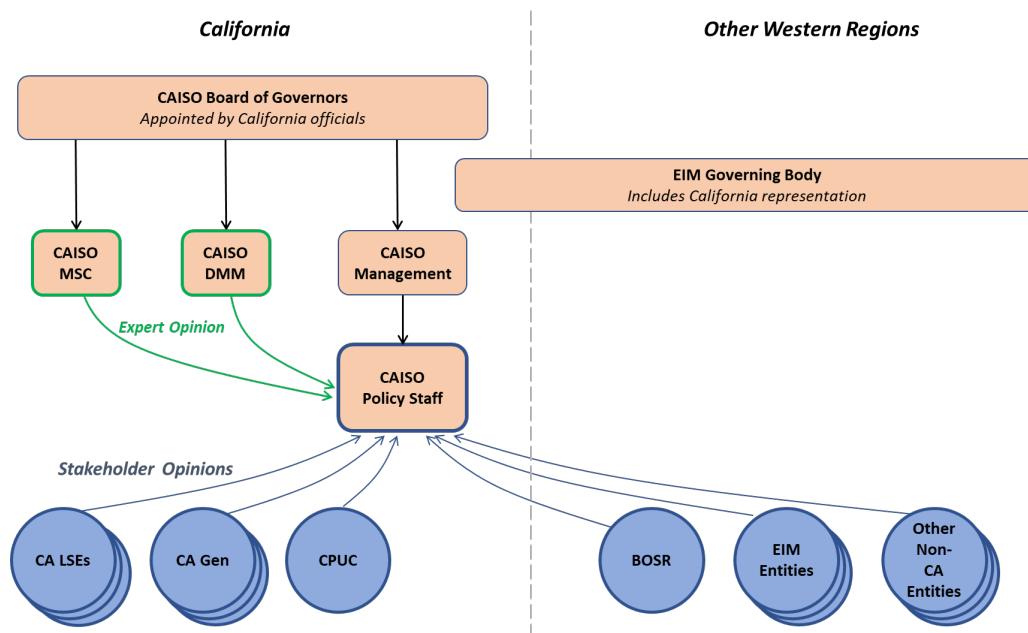 California
Other Western Regions
CAISO Board of Governors
Appointed by California officials
EIM Governing Body
Includes California representation
CAISO
MSC
CAISO
DMM
CAISO
Management
Expert Opinion
CAISO
Policy Staff
Stakeholder Opinions
CA LSEs
CA Gen
CPUC
BOSR
EIM
Entities
Other
Non-
CA
Entities